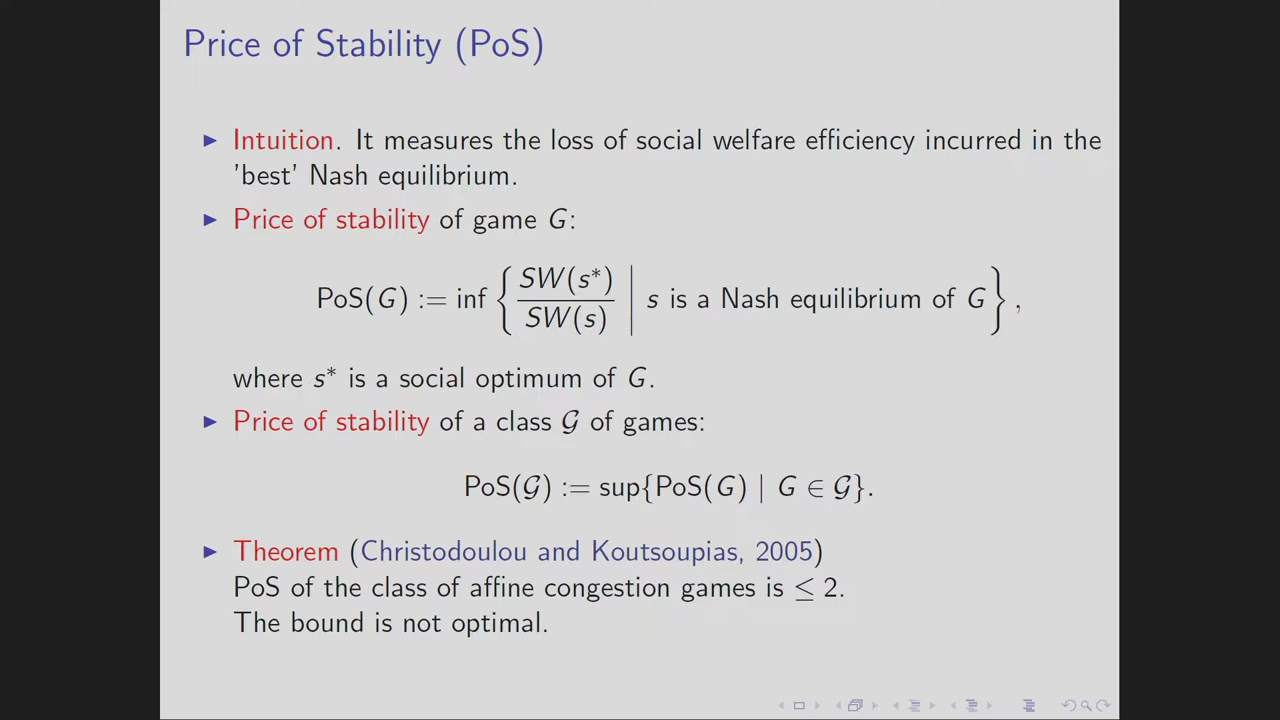 Price of Stability (PoS)
▶ Intuition. It measures the loss of social welfare efficiency incurred in the
'best' Nash equilibrium.
▶ Price of stability of game G:
PoS(G) := inf { SW(s*) / SW(s) | s is a Nash equilibrium of G } ,
where s* is a social optimum of G.
▶ Price of stability of a class 𝒢 of games:
PoS(𝒢) := sup{PoS(G) | G ∈ 𝒢}.
▶ Theorem (Christodoulou and Koutsoupias, 2005)
PoS of the class of affine congestion games is ≤ 2.
The bound is not optimal.